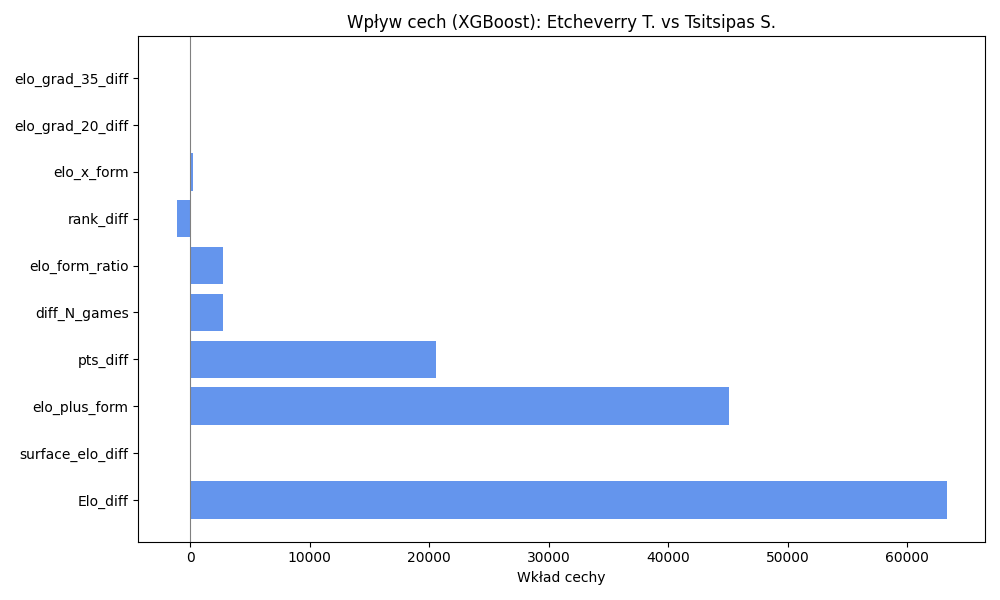 Wpływ cech (XGBoost): Etcheverry T. vs Tsitsipas S.
elo_grad_35_diff
elo_grad_20_diff
elo_x_form
rank_diff
elo_form_ratio
diff_N_games
pts_diff
elo_plus_form
surface_elo_diff
Elo_diff
0 10000 20000 30000 40000 50000 60000
Wkład cechy